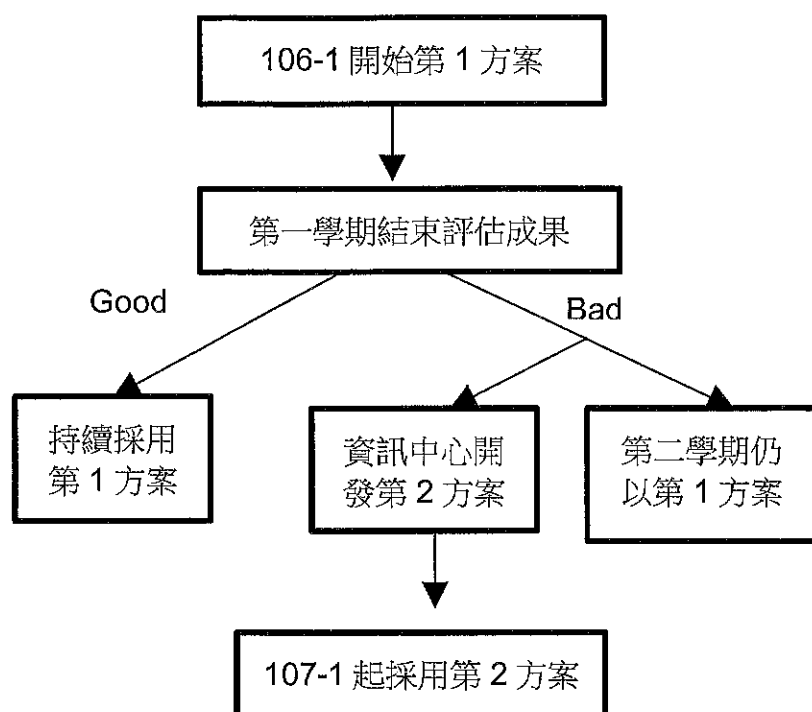 106-1 開始第 1 方案
第一學期結束評估成果
Good
Bad
持續採用
第 1 方案
資訊中心開
發第 2 方案
第二學期仍
以第 1 方案
107-1 起採用第 2 方案